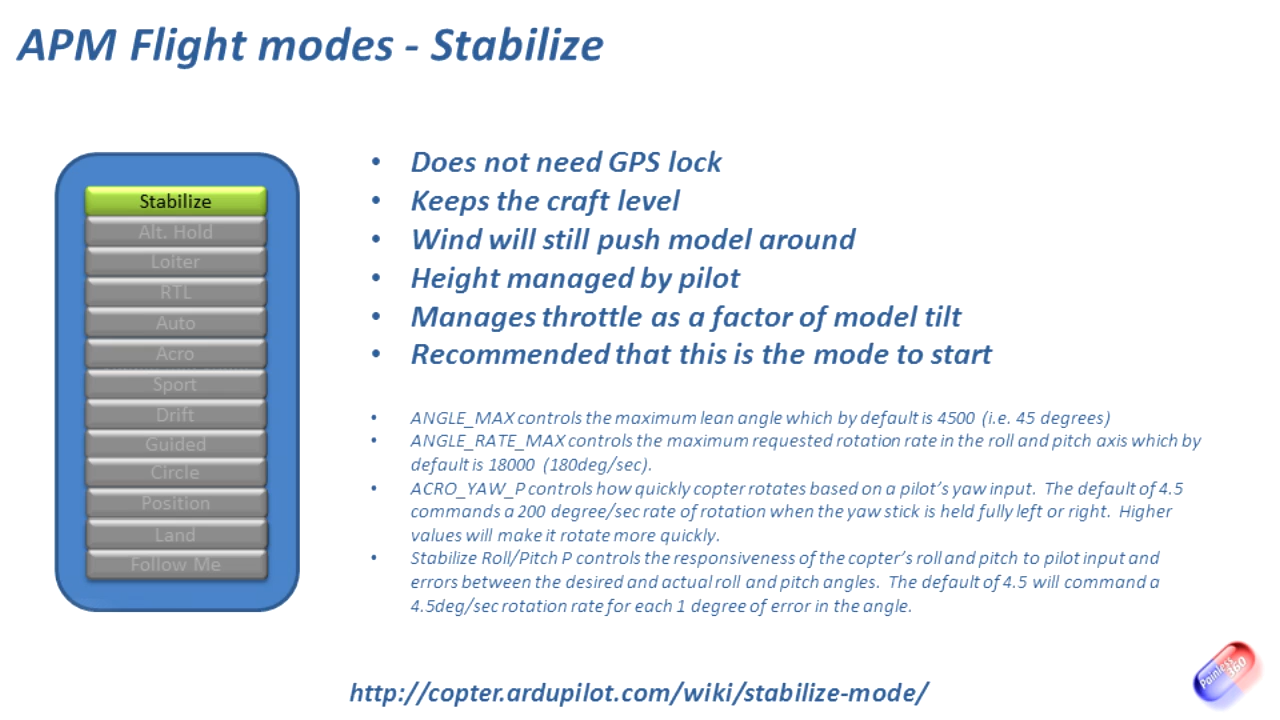 APM Flight modes - Stabilize
Stabilize
Alt. Hold
Loiter
RTL
Auto
Acro
Sport
Drift
Guided
Circle
Position
Land
Follow Me
• Does not need GPS lock
• Keeps the craft level
• Wind will still push model around
• Height managed by pilot
• Manages throttle as a factor of model tilt
• Recommended that this is the mode to start
• ANGLE_MAX controls the maximum lean angle which by default is 4500 (i.e. 45 degrees)
• ANGLE_RATE_MAX controls the maximum requested rotation rate in the roll and pitch axis which by
default is 18000 (180deg/sec).
• ACRO_YAW_P controls how quickly copter rotates based on a pilot's yaw input. The default of 4.5
commands a 200 degree/sec rate of rotation when the yaw stick is held fully left or right. Higher
values will make it rotate more quickly.
• Stabilize Roll/Pitch P controls the responsiveness of the copter's roll and pitch to pilot input and
errors between the desired and actual roll and pitch angles. The default of 4.5 will command a
4.5deg/sec rotation rate for each 1 degree of error in the angle.
http://copter.ardupilot.com/wiki/stabilize-mode/
Painless
360